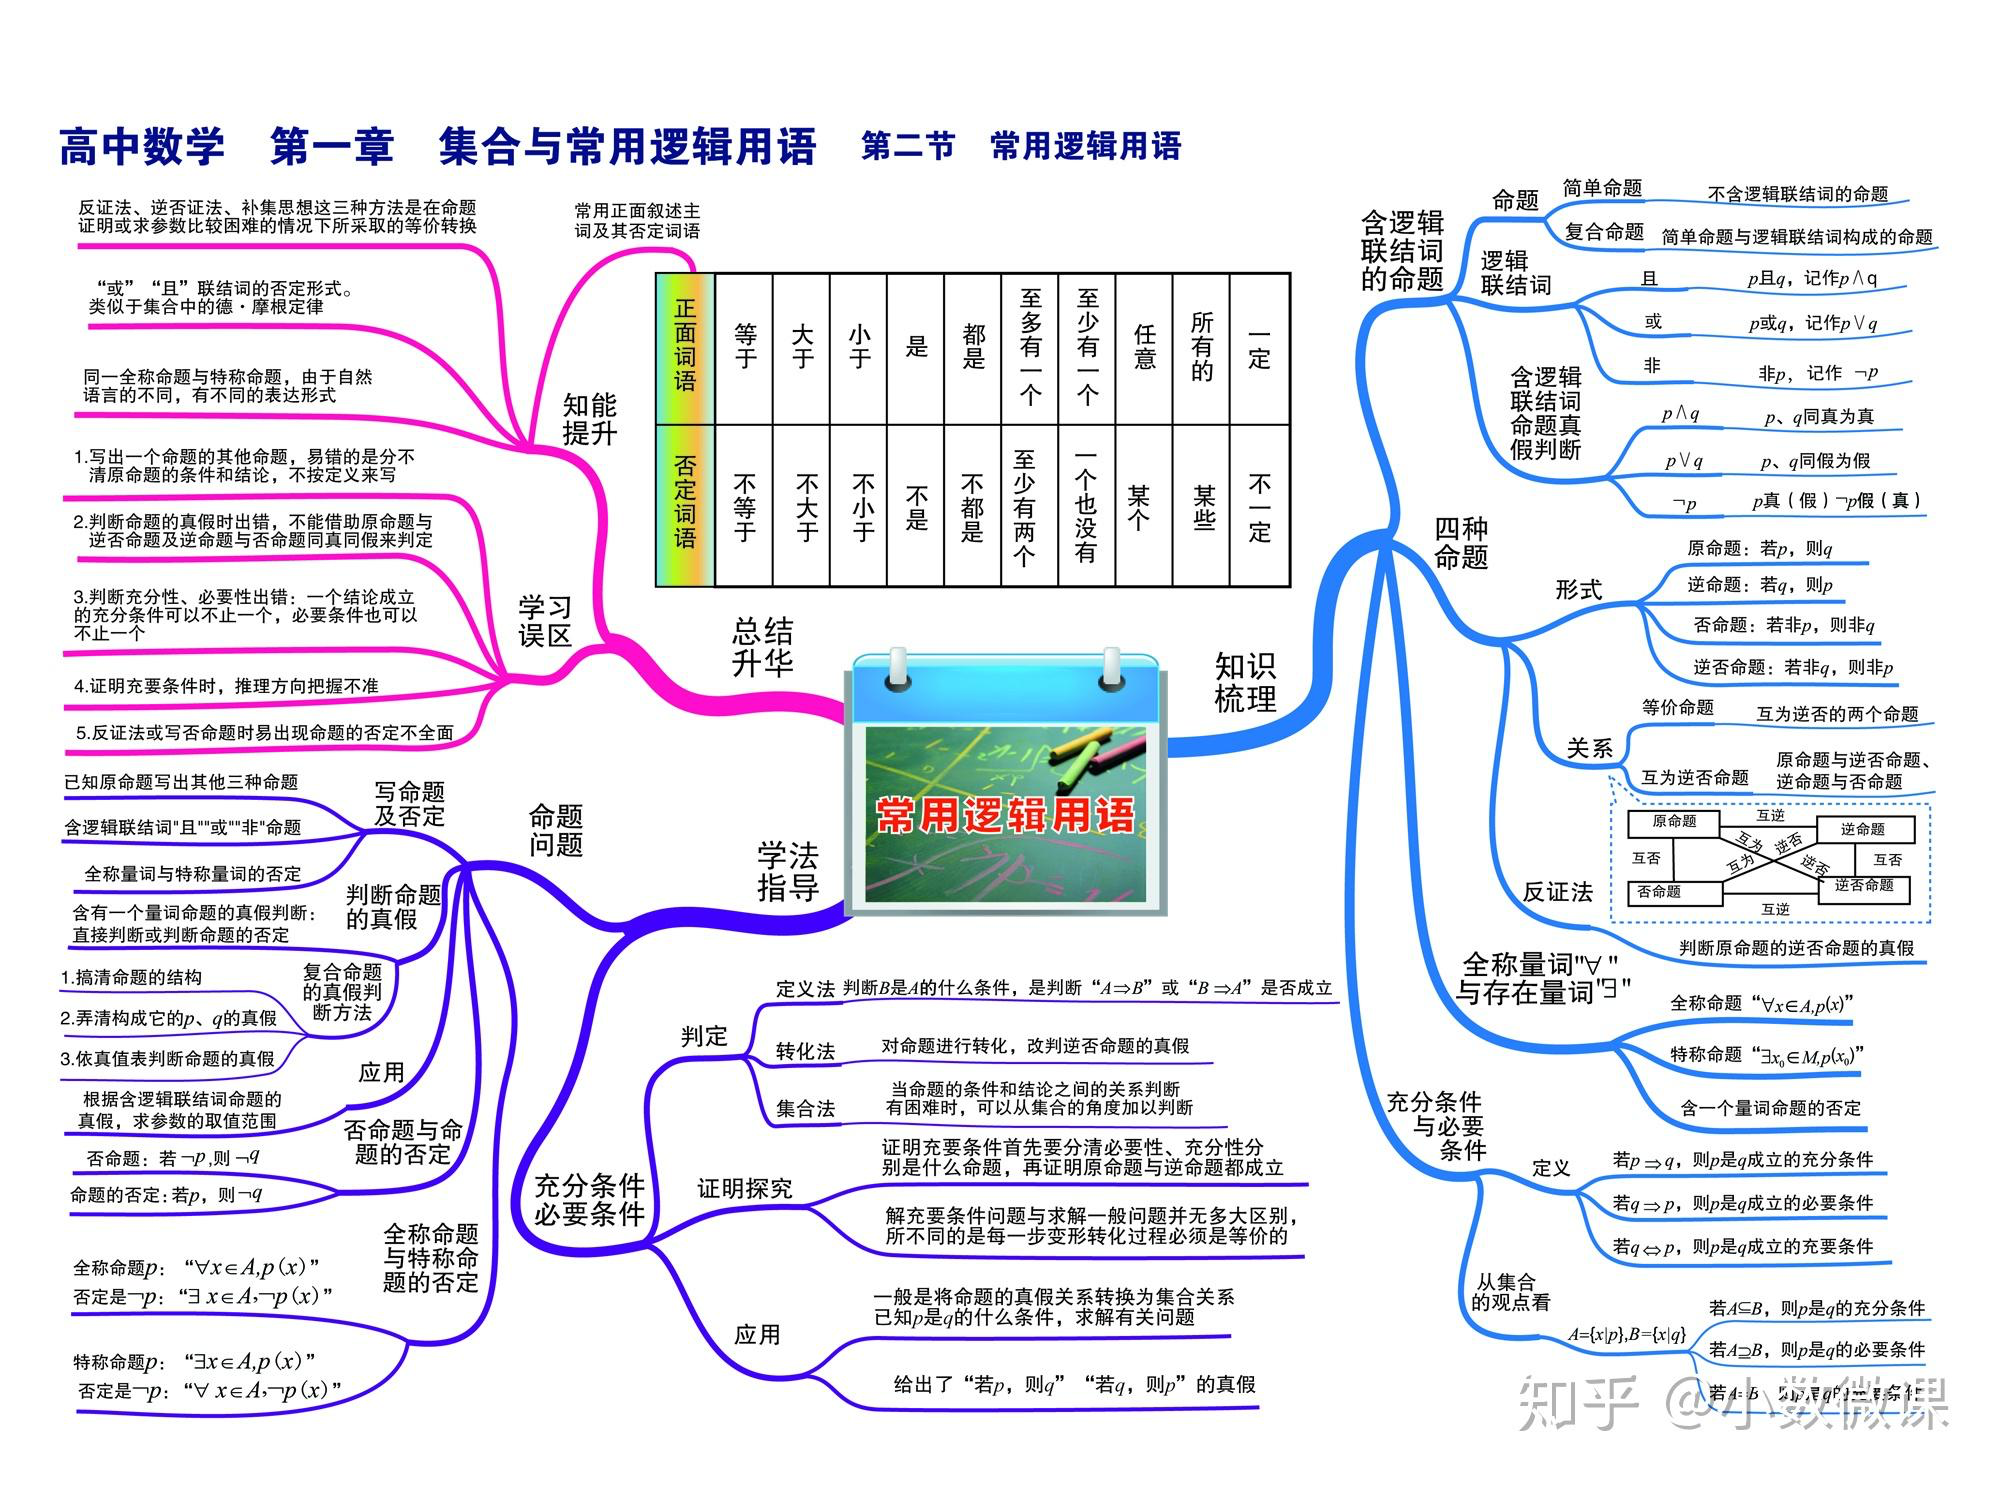 高中数学 第一章 集合与常用逻辑用语 第二节 常用逻辑用语
反证法、逆否证法、补集思想这三种方法是在命题
证明或求参数比较困难的情况下所采取的等价转换
“或” “且”联结词的否定形式。
类似于集合中的德·摩根定律
同一全称命题与特称命题，由于自然
语言的不同，有不同的表达形式
常用正面叙述主
词及其否定词语
知能
提升
正面词语 等于 大于 小于 是 都是 至多有一个 至少有一个 任意 所有的 一定
否定词语 不等于 不大于 不小于 不是 不都是 至少有两个 一个也没有 某个 某些 不一定
1.写出一个命题的其他命题，易错的是分不
清原命题的条件和结论，不按定义来写
2.判断命题的真假时出错，不能借助原命题与
逆否命题及逆命题与否命题同真同假来判定
3.判断充分性、必要性出错：一个结论成立
的充分条件可以不止一个，必要条件也可以
不止一个
4.证明充要条件时，推理方向把握不准
5.反证法或写否命题时易出现命题的否定不全面
学习
误区
总结
升华
常用逻辑用语
知识
梳理
含逻辑
联结词
的命题
命题
简单命题
不含逻辑联结词的命题
复合命题
简单命题与逻辑联结词构成的命题
逻辑
联结词
且
p且q，记作p∧q
或
p或q，记作p∨q
非
非p， 记作 ¬p
含逻辑
联结词
命题真
假判断
p∧q
p、q同真为真
p∨q
p、q同假为假
¬p
p真（假）¬p假（真）
四种
命题
形式
原命题：若p，则q
逆命题：若q，则p
否命题：若非p，则非q
逆否命题：若非q，则非p
关系
等价命题
互为逆否的两个命题
互为逆否命题
原命题与逆否命题、
逆命题与否命题
原命题
互逆
逆命题
互否
互为
逆否
互为
逆否
互否
否命题
互逆
逆否命题
反证法
判断原命题的逆否命题的真假
全称量词"∀"
与存在量词"∃"
全称命题“∀x∈A,p(x)”
特称命题“∃x₀∈M,p(x₀)”
含一个量词命题的否定
充分条件
与必要
条件
定义
若p⇒q，则p是q成立的充分条件
若q⇒p，则p是q成立的必要条件
若q⇔p，则p是q成立的充要条件
从集合
的观点看
A={x|p},B={x|q}
若A⊆B，则p是q的充分条件
若A⊇B，则p是q的必要条件
若A=B，则p是q的充要条件
学法
指导
命题
问题
写命题
及否定
已知原命题写出其他三种命题
含逻辑联结词"且""或""非"命题
全称量词与特称量词的否定
判断命题
的真假
含有一个量词命题的真假判断：
直接判断或判断命题的否定
复合命题
的真假判
断方法
1.搞清命题的结构
2.弄清构成它的p、q的真假
3.依真值表判断命题的真假
应用
根据含逻辑联结词命题的
真假，求参数的取值范围
否命题与命
题的否定
否命题：若¬p,则¬q
命题的否定：若p，则¬q
全称命题
与特称命
题的否定
全称命题p：“∀x∈A,p(x)”
否定是¬p：“∃ x∈A,¬p(x)”
特称命题p：“∃x∈A,p(x)”
否定是¬p：“∀ x∈A,¬p(x)”
充分条件
必要条件
判定
定义法
判断B是A的什么条件，是判断“A⇒B”或“B⇒A”是否成立
转化法
对命题进行转化，改判逆否命题的真假
集合法
当命题的条件和结论之间的关系判断
有困难时，可以从集合的角度加以判断
证明探究
证明充要条件首先要分清必要性、充分性分
别是什么命题，再证明原命题与逆命题都成立
解充要条件问题与求解一般问题并无多大区别，
所不同的是每一步变形转化过程必须是等价的
应用
一般是将命题的真假关系转换为集合关系
已知p是q的什么条件，求解有关问题
给出了“若p，则q”“若q，则p”的真假
知乎 @小数微课